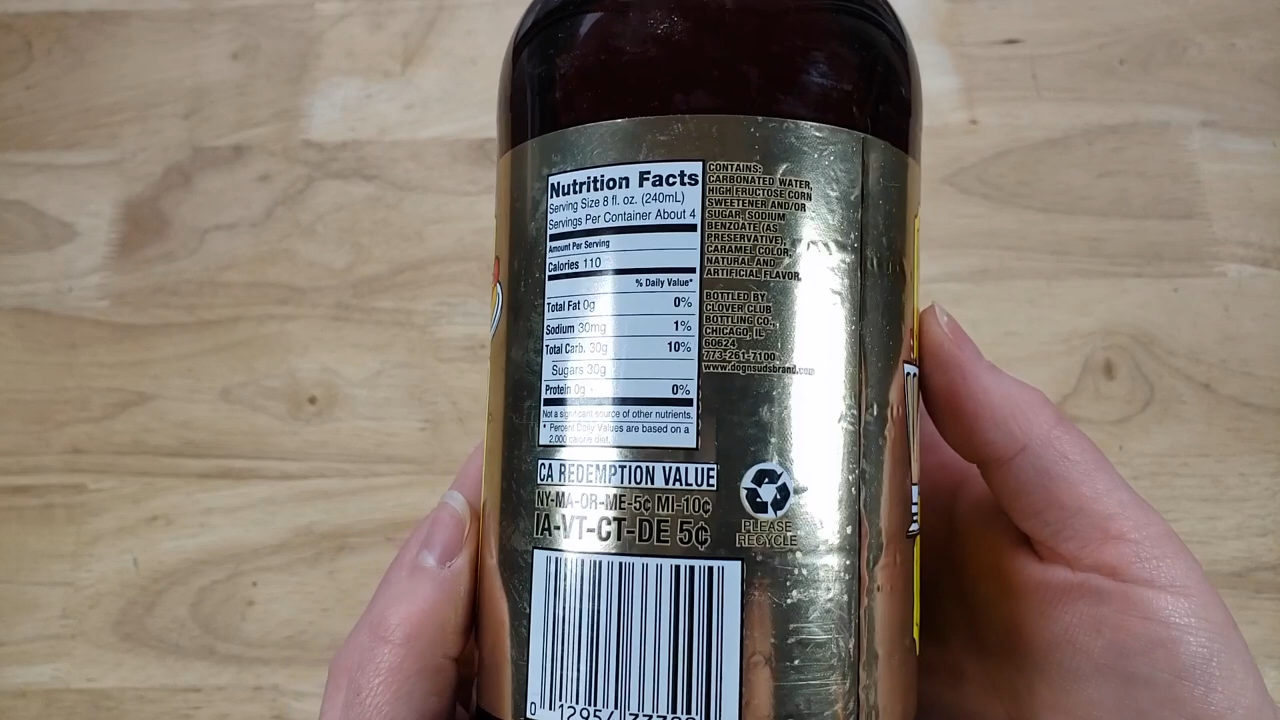 Nutrition Facts
Serving Size 8 fl. oz. (240mL)
Servings Per Container About 4
Amount Per Serving
Calories 110
% Daily Value*
Total Fat 0g 0%
Sodium 30mg 1%
Total Carb. 30g 10%
Sugars 30g
Protein 0g 0%
Not a significant source of other nutrients.
* Percent Daily Values are based on a
2,000 calorie diet.
CONTAINS:
CARBONATED WATER,
HIGH FRUCTOSE CORN
SWEETENER AND/OR
SUGAR, SODIUM
BENZOATE (AS
PRESERVATIVE),
CARAMEL COLOR,
NATURAL AND
ARTIFICIAL FLAVOR
BOTTLED BY
CLOVER CLUB
BOTTLING CO.,
CHICAGO, IL
60624
773-261-7100
www.dognsudsbrand.com
CA REDEMPTION VALUE
NY-MA-OR-ME-5¢ MI-10¢
IA-VT-CT-DE 5¢
PLEASE
RECYCLE
0 12954